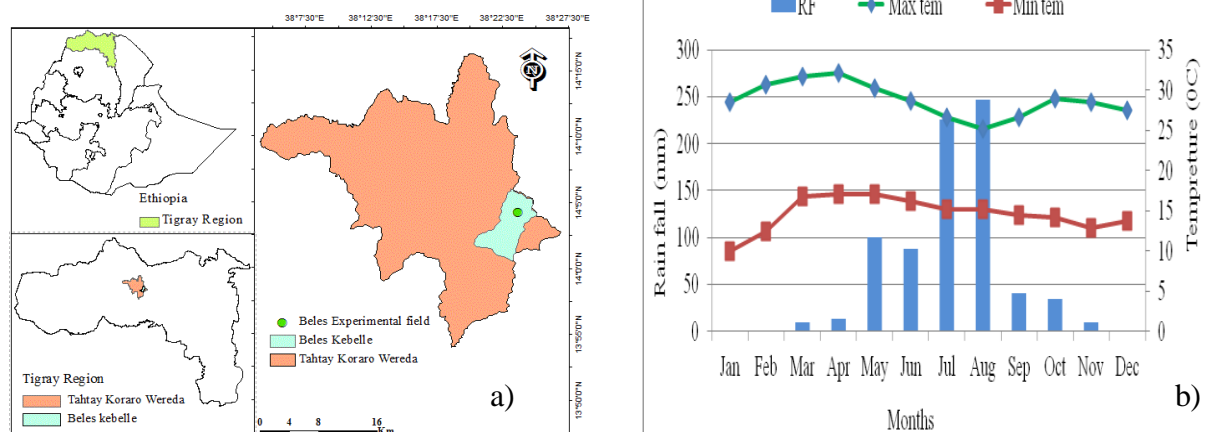 38°7'30"E 38°12'30"E 38°17'30"E 38°22'30"E 38°27'30"E
14°15'0"N
14°10'0"N
14°5'0"N
14°0'0"N
13°55'0"N
13°50'0"N
N
Ethiopia
Tigray Region
Tigray Region
Tahtay Koraro Wereda
Beles kebelle
Beles Experimental field
Beles Kebelle
Tahtay Koraro Wereda
0 4 8 16
Km
a)
RF Max tem Min tem
Rain fall (mm)
300
250
200
150
100
50
0
Tempreture (0C)
35
30
25
20
15
10
5
0
Jan Feb Mar Apr May Jun Jul Aug Sep Oct Nov Dec
Months
b)